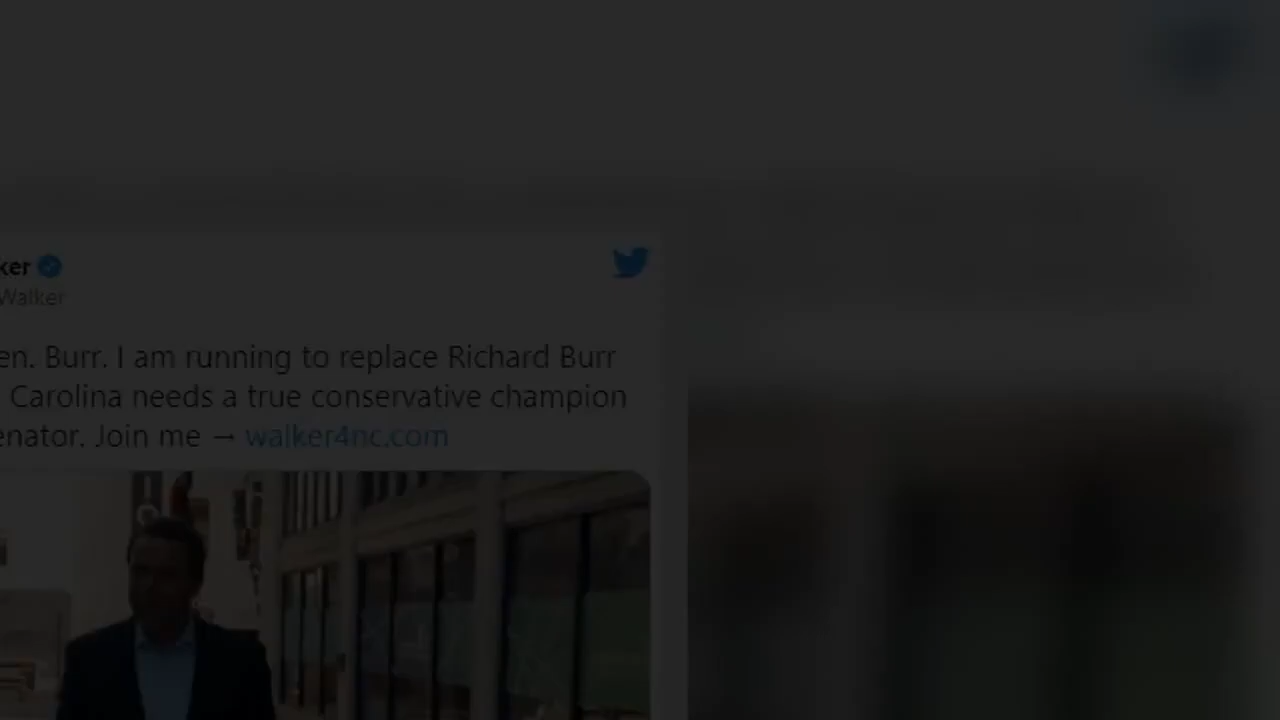 ker
Walker
en. Burr. I am running to replace Richard Burr
Carolina needs a true conservative champion
enator. Join me → walker4nc.com